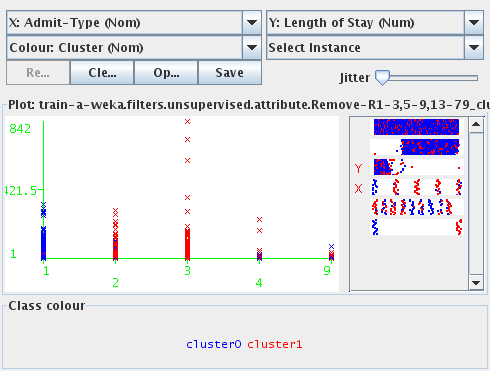 X: Admit-Type (Nom) Y: Length of Stay (Num)
Colour: Cluster (Nom) Select Instance
Re... Cle... Op... Save Jitter
Plot: train-a-weka.filters.unsupervised.attribute.Remove-R1-3,5-9,13-79_clu
842
421.5
1
1 2 3 4 9
Y
X
Class colour
cluster0 cluster1